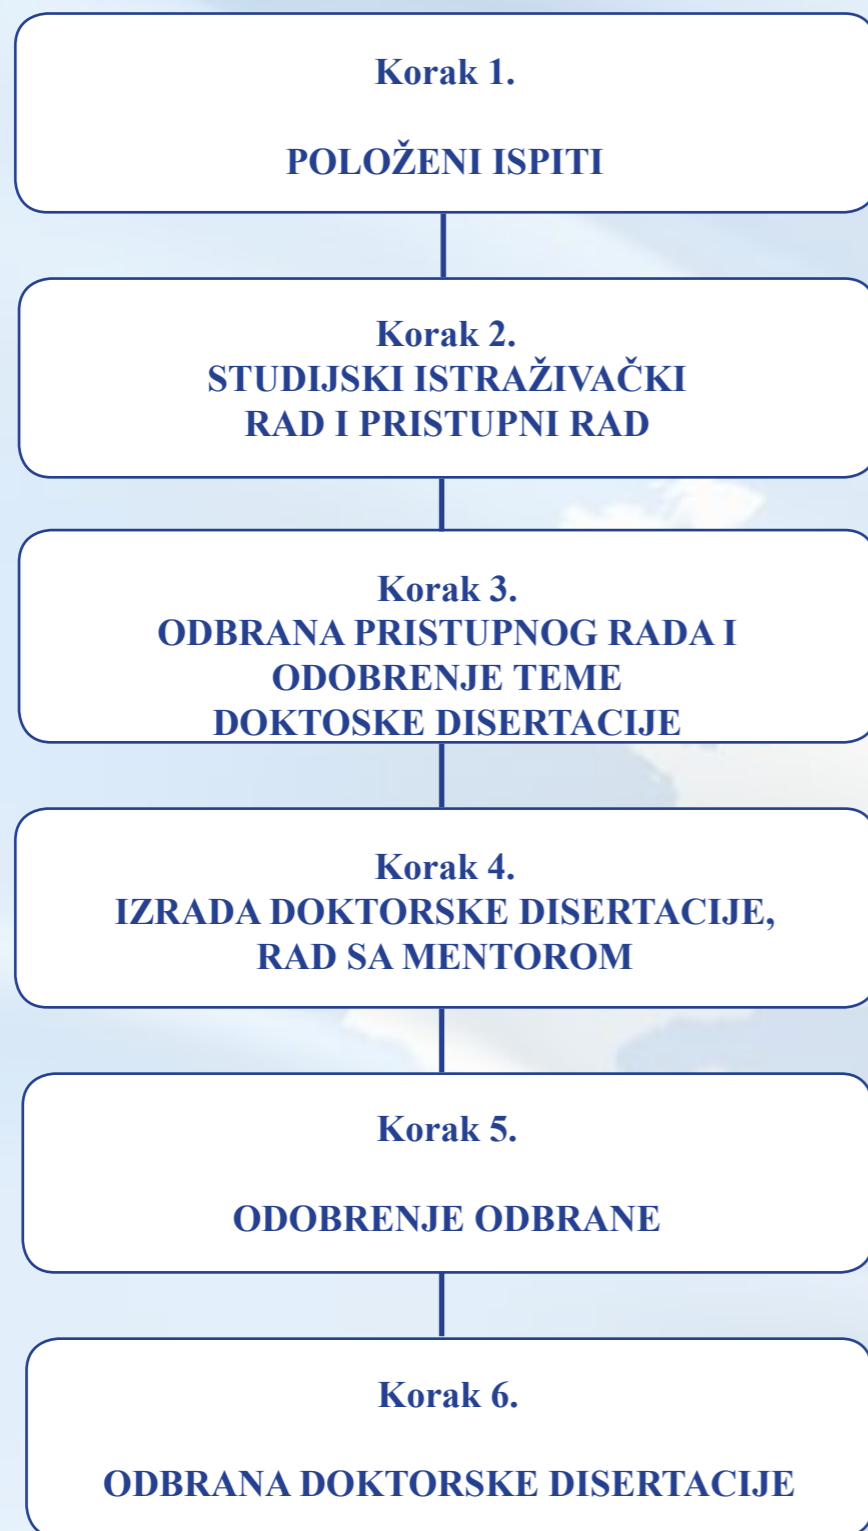 Korak 1.
POLOŽENI ISPITI
Korak 2.
STUDIJSKI ISTRAŽIVAČKI
RAD I PRISTUPNI RAD
Korak 3.
ODBRANA PRISTUPNOG RADA I
ODOBRENJE TEME
DOKTOSKE DISERTACIJE
Korak 4.
IZRADA DOKTORSKE DISERTACIJE,
RAD SA MENTOROM
Korak 5.
ODOBRENJE ODBRANE
Korak 6.
ODBRANA DOKTORSKE DISERTACIJE